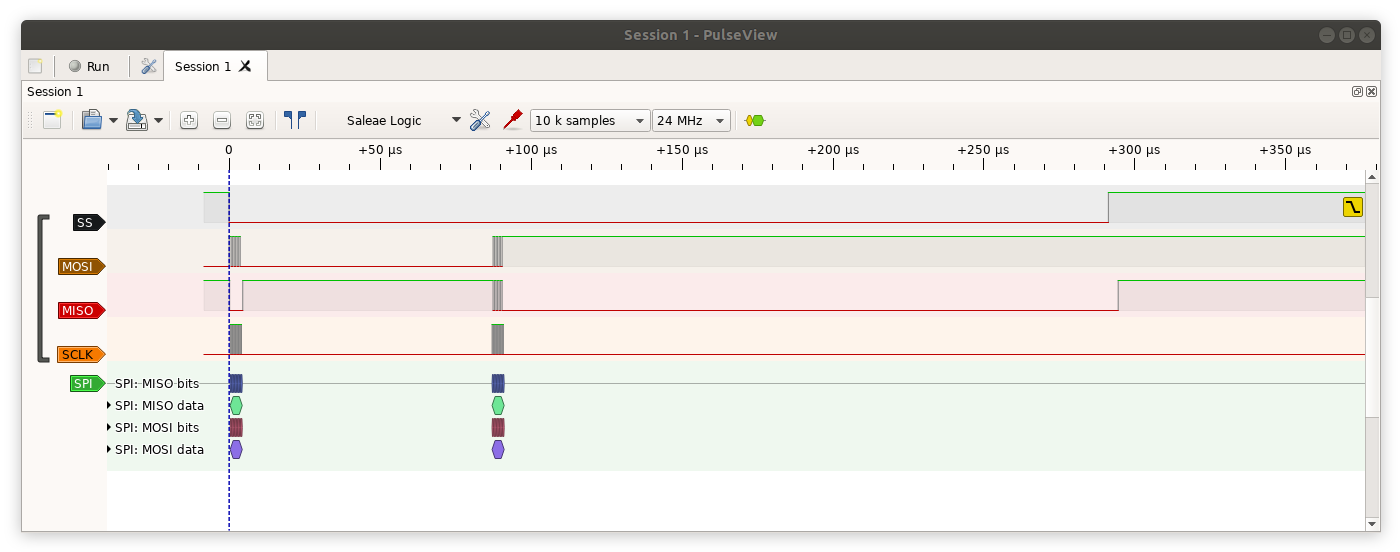 Session 1 - PulseView
Run
Session 1
Session 1
Saleae Logic
10 k samples
24 MHz
0 +50 µs +100 µs +150 µs +200 µs +250 µs +300 µs +350 µs
SS
MOSI
MISO
SCLK
SPI SPI: MISO bits
SPI: MISO data
SPI: MOSI bits
SPI: MOSI data